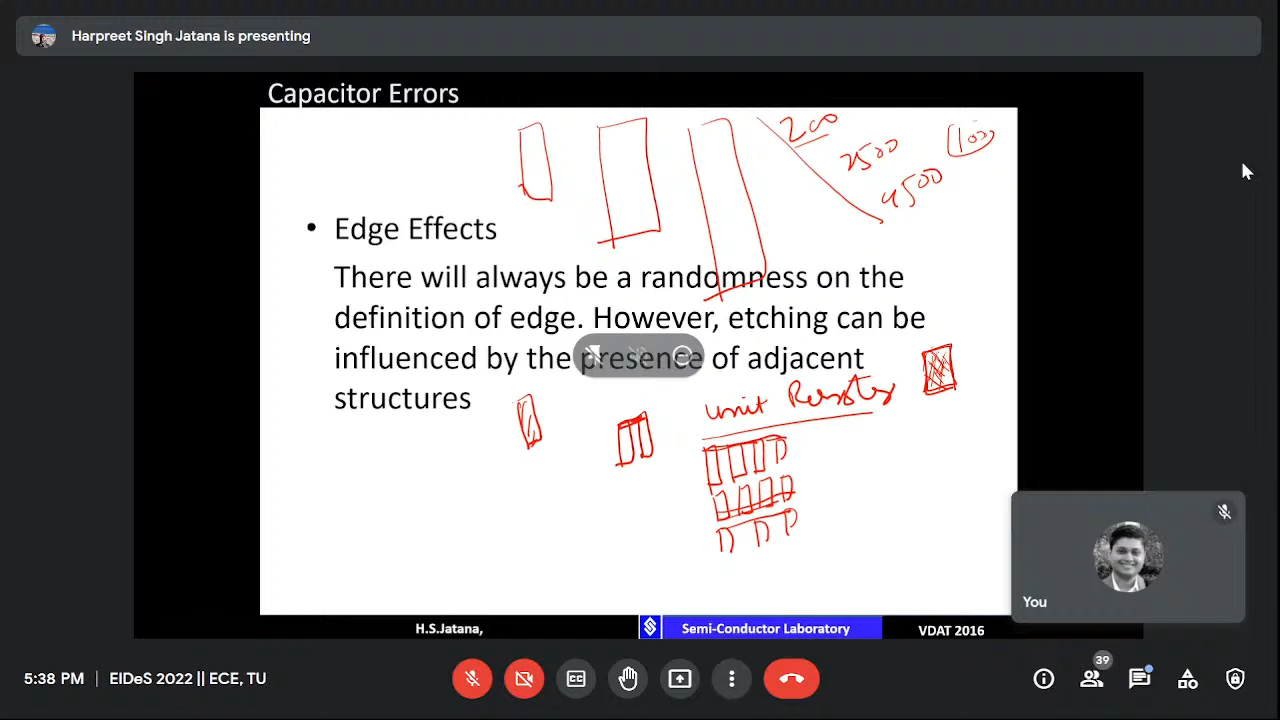 Harpreet Singh Jatana is presenting
Capacitor Errors
200
2500
4500
100
• Edge Effects
There will always be a randomness on the
definition of edge. However, etching can be
influenced by the presence of adjacent
structures
unit
You
H.S.Jatana,
Semi-Conductor Laboratory
VDAT 2016
5:38 PM | EIDeS 2022 || ECE, TU
CC
39